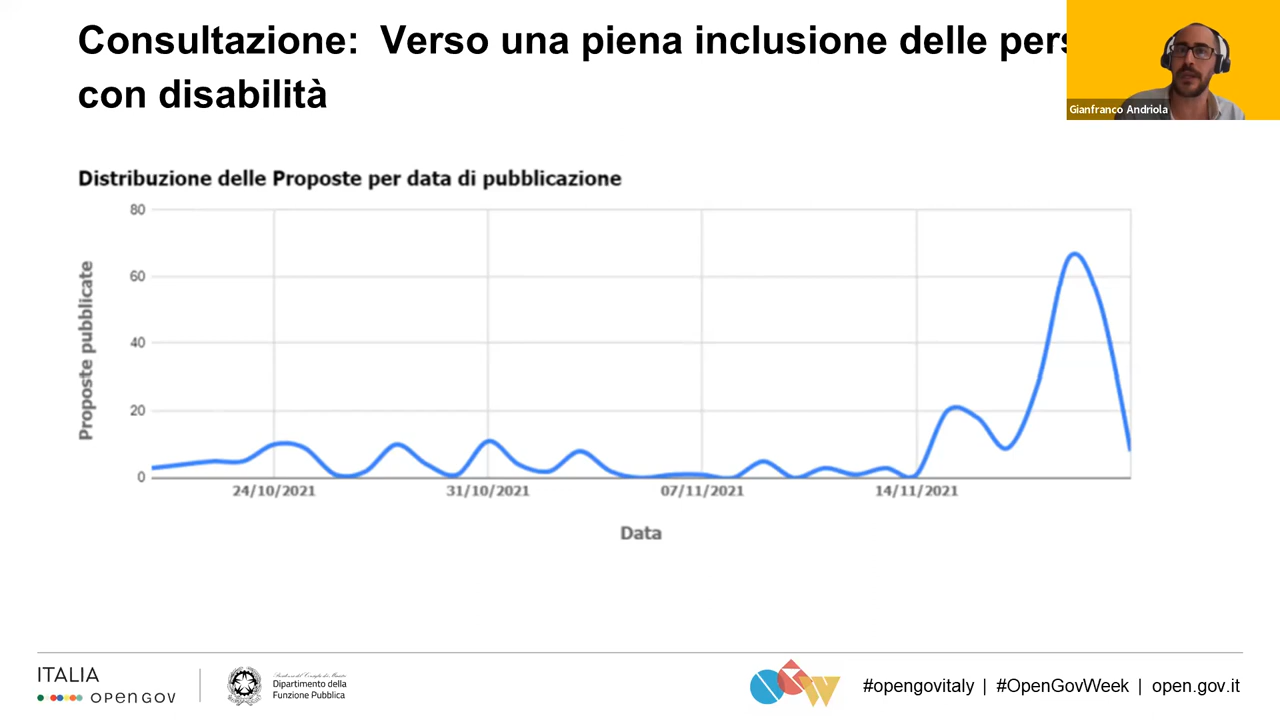 Consultazione: Verso una piena inclusione delle pers
con disabilità
Gianfranco Andriola
Distribuzione delle Proposte per data di pubblicazione
80
60
40
20
0
Proposte pubblicate
24/10/2021 31/10/2021 07/11/2021 14/11/2021
Data
ITALIA
open gov
Dipartimento della
Funzione Pubblica
OGW
#opengovitaly | #OpenGovWeek | open.gov.it